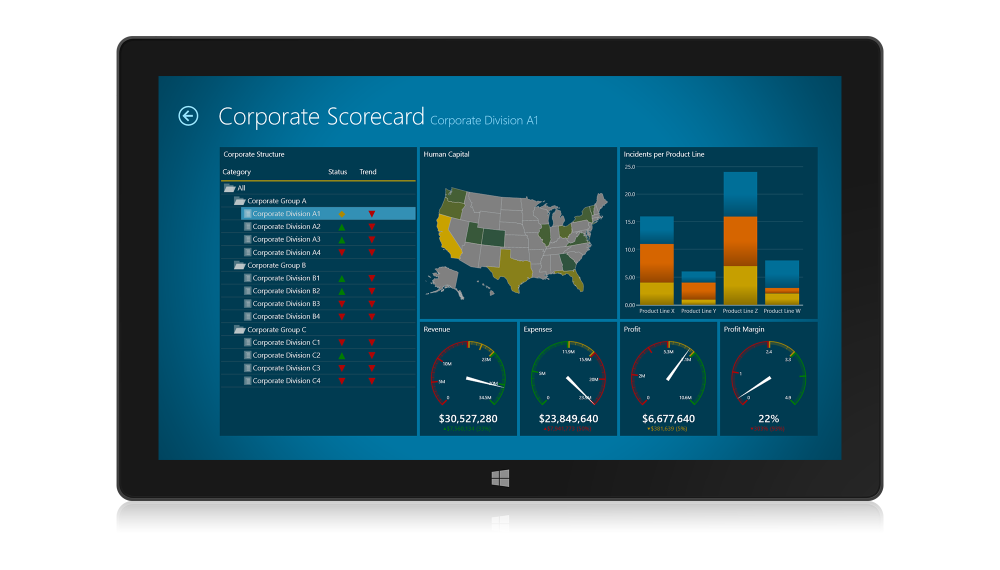 Corporate Scorecard Corporate Division A1
Corporate Structure
Category Status Trend
All
Corporate Group A
Corporate Division A1
Corporate Division A2
Corporate Division A3
Corporate Division A4
Corporate Group B
Corporate Division B1
Corporate Division B2
Corporate Division B3
Corporate Division B4
Corporate Group C
Corporate Division C1
Corporate Division C2
Corporate Division C3
Corporate Division C4
Human Capital
Incidents per Product Line
25.0
20.0
15.0
10.0
5.00
0.00
Product Line X Product Line Y Product Line Z Product Line W
Revenue
23M
10M
5M
0 34.5M
$30,527,280
Expenses
11.9M
15.9M
5M
20M
0
$23,849,640
Profit
5.3M
2M
0 10.6M
$6,677,640
$381,639 (5%)
Profit Margin
2.4
3.3
1
0 4.9
22%